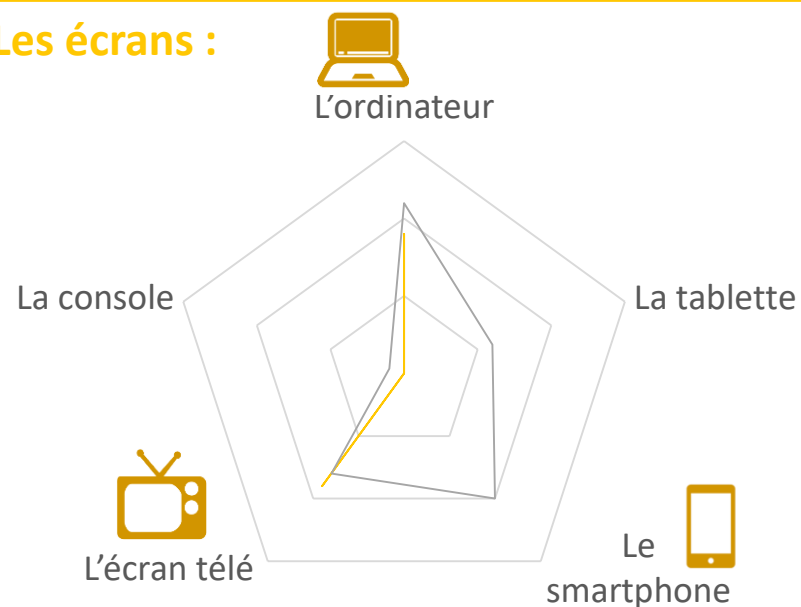 Les écrans :
L’ordinateur
La console
La tablette
L’écran télé
Le
smartphone